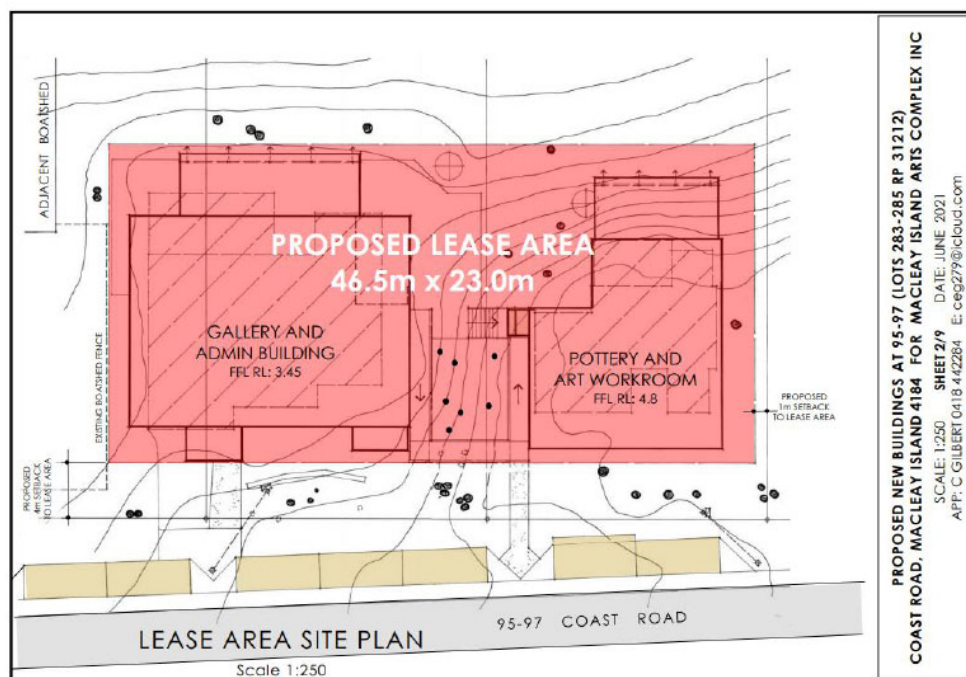 ADJACENT BOATSHED
EXISTING BOATSHED FENCE
PROPOSED LEASE AREA
46.5m x 23.0m
GALLERY AND
ADMIN BUILDING
FFL RL: 3.45
POTTERY AND
ART WORKROOM
FFL RL: 4.8
PROPOSED
1m SETBACK
TO LEASE AREA
PROPOSED
4m SETBACK
TO LEASE AREA
95-97 COAST ROAD
LEASE AREA SITE PLAN
Scale 1:250
PROPOSED NEW BUILDINGS AT 95-97 (LOTS 283-285 RP 31212)
COAST ROAD, MACLEAY ISLAND 4184 FOR MACLEAY ISLAND ARTS COMPLEX INC
SCALE: 1:250 SHEET 2/9 DATE: JUNE 2021
APP: C GILBERT 0418 442284 E: ceg279@icloud.com